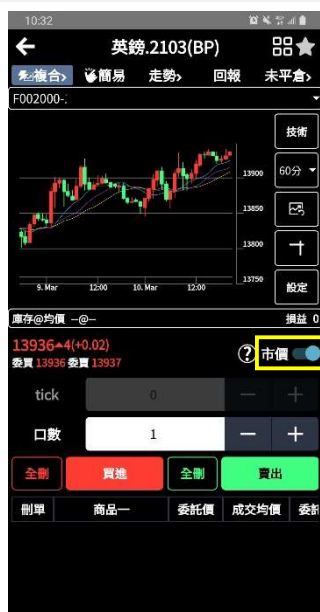 10:32
英鎊.2103(BP)
複合> 簡易 走勢> 回報 未平倉>
F002000-:
技術
13900
60分
13850
13800
13750
設定
9. Mar 12:00 10. Mar 12:00
庫存@均價 --@-- 損益 0
13936▲4(+0.02)
委買 13936 委賣 13937
? 市價
tick 0 — +
口數 1 — +
全刪 買進 全刪 賣出
刪單 商品一 委託價 成交均價 委託